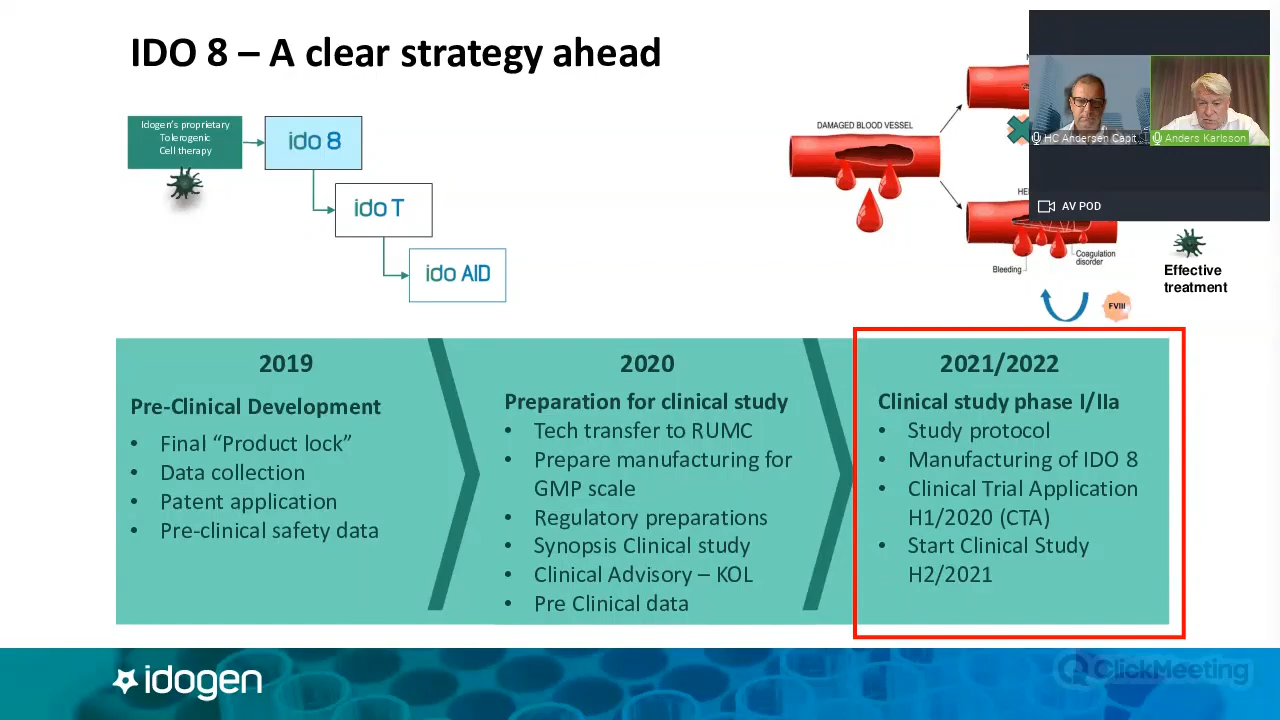 IDO 8 – A clear strategy ahead
Idogen's proprietary
Tolerogenic
Cell therapy
ido 8
ido T
ido AID
DAMAGED BLOOD VESSEL
Bleeding
Coagulation
disorder
FVIII
Effective
treatment
HC Andersen Capit
Anders Karlsson
AV POD
2019
Pre-Clinical Development
• Final “Product lock”
• Data collection
• Patent application
• Pre-clinical safety data
2020
Preparation for clinical study
• Tech transfer to RUMC
• Prepare manufacturing for
GMP scale
• Regulatory preparations
• Synopsis Clinical study
• Clinical Advisory – KOL
• Pre Clinical data
2021/2022
Clinical study phase I/IIa
• Study protocol
• Manufacturing of IDO 8
• Clinical Trial Application
H1/2020 (CTA)
• Start Clinical Study
H2/2021
idogen
ClickMeeting